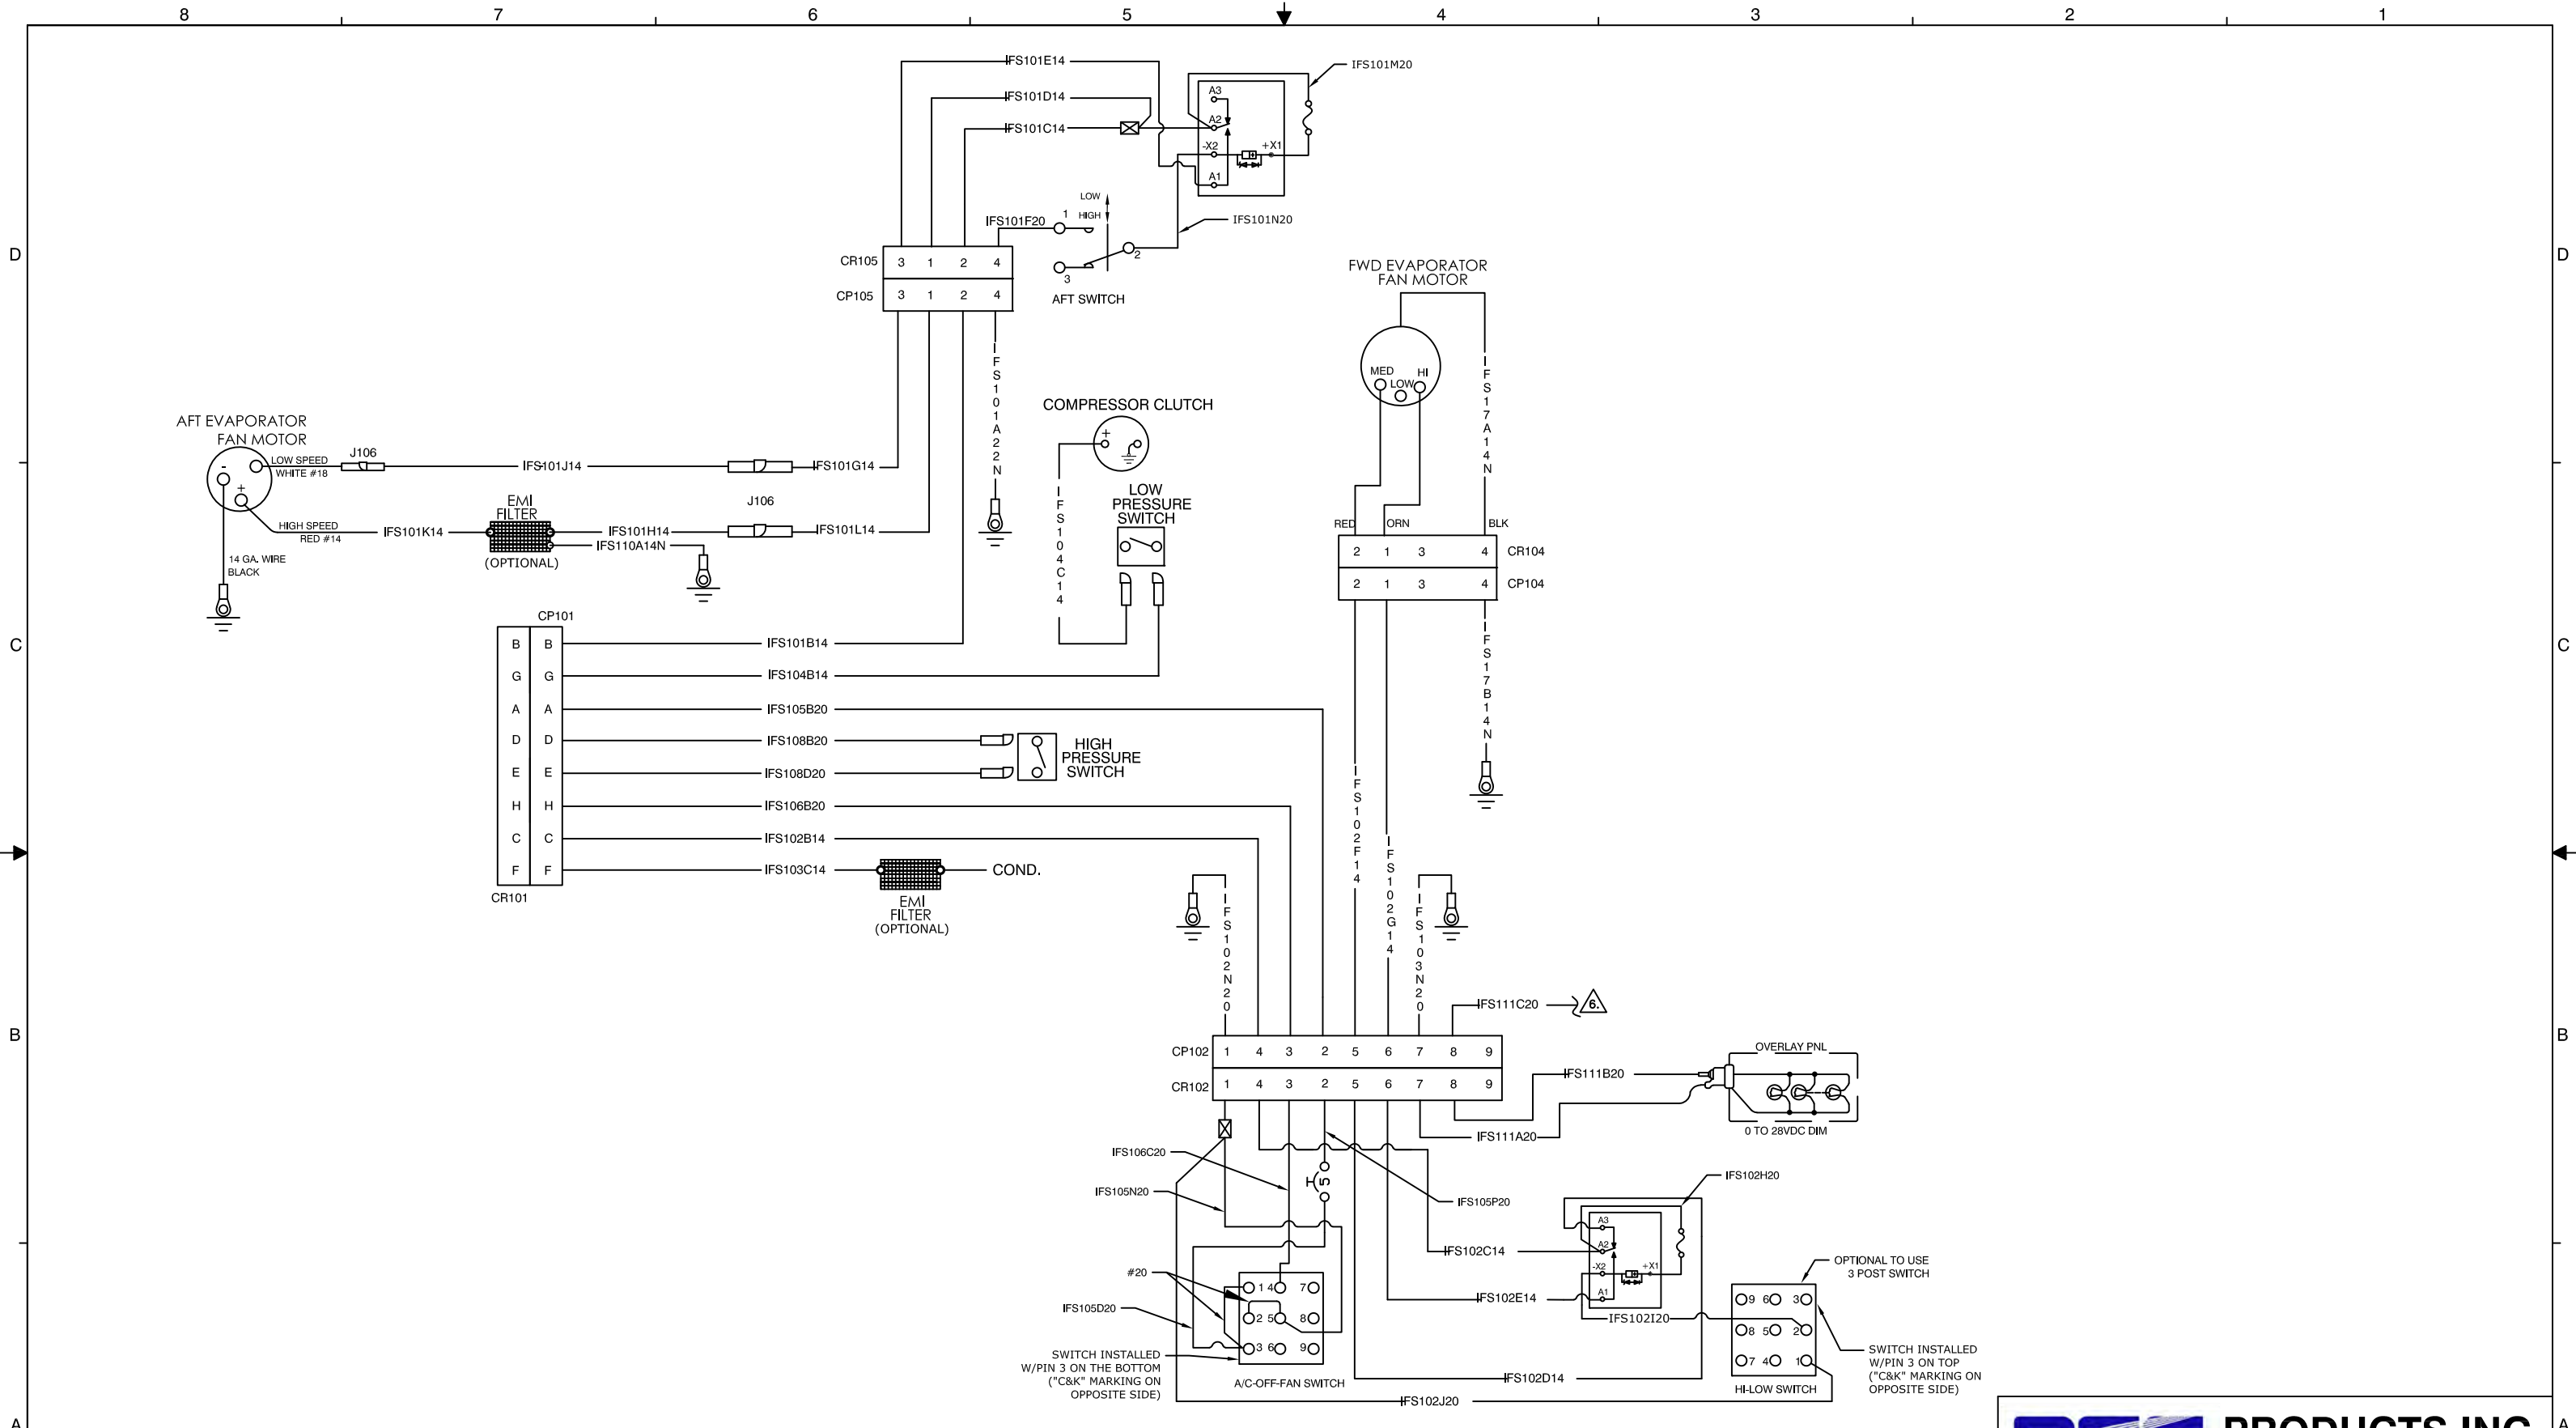 8 7 6 5 4 3 2 1
IFS101E14
IFS101M20
IFS101D14
A3
IFS101C14
A2
-X2 +X1
A1
LOW
HIGH
IFS101F20 1
IFS101N20
2
3
AFT SWITCH
D D
CR105 3 1 2 4
CP105 3 1 2 4
FWD EVAPORATOR
FAN MOTOR
MED HI
LOW
IFS101A22N
IFS17A14N
COMPRESSOR CLUTCH
+
AFT EVAPORATOR
FAN MOTOR
J106
- LOW SPEED
WHITE #18
IFS101J14
IFS101G14
+
EMI
FILTER
J106
HIGH SPEED
RED #14
IFS101K14
IFS101H14
IFS101L14
IFS110A14N
(OPTIONAL)
14 GA. WIRE
BLACK
IFS104C14
LOW
PRESSURE
SWITCH
RED ORN BLK
2 1 3 4 CR104
2 1 3 4 CP104
CP101
C C
B B IFS101B14
G G IFS104B14
A A IFS105B20
D D IFS108B20
E E IFS108D20
H H IFS106B20
C C IFS102B14
F F IFS103C14
CR101
HIGH
PRESSURE
SWITCH
COND.
EMI
FILTER
(OPTIONAL)
IFS17B14N
IFS102F14
IFS102G14
IFS102N20
IFS103N20
IFS111C20
6.
B B
CP102 1 4 3 2 5 6 7 8 9
CR102 1 4 3 2 5 6 7 8 9
OVERLAY PNL
IFS111B20
0 TO 28VDC DIM
IFS111A20
IFS106C20
IFS105N20
5
IFS105P20
IFS102H20
A3
A2
-X2 +X1
A1
IFS102C14
IFS102E14
IFS102I20
#20
IFS105D20
1 4 7
2 5 8
3 6 9
SWITCH INSTALLED
W/PIN 3 ON THE BOTTOM
("C&K" MARKING ON
OPPOSITE SIDE)
A/C-OFF-FAN SWITCH
OPTIONAL TO USE
3 POST SWITCH
9 6 3
8 5 2
7 4 1
SWITCH INSTALLED
W/PIN 3 ON TOP
("C&K" MARKING ON
OPPOSITE SIDE)
IFS102D14
HI-LOW SWITCH
IFS102J20
A A
PRODUCTS INC